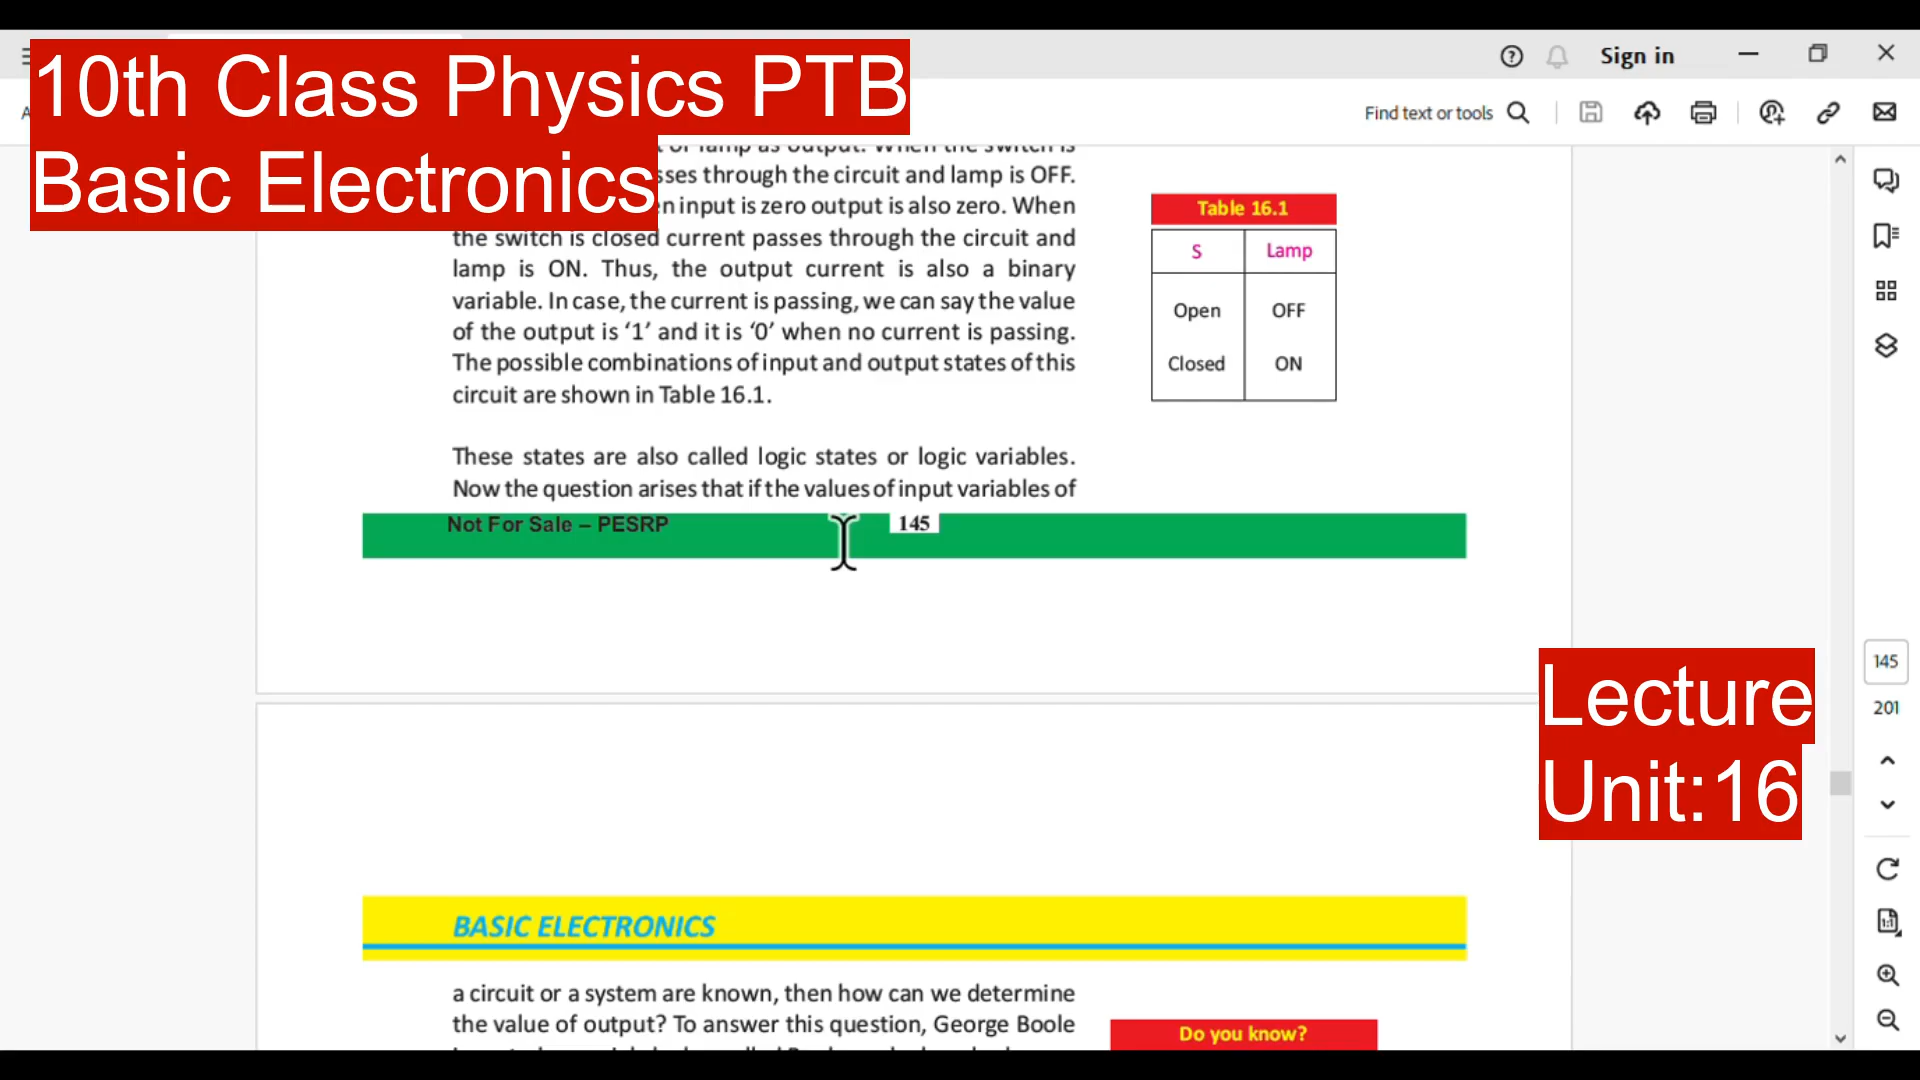 10th Class Physics PTB
Basic Electronics
Sign in
Find text or tools
or lamp as output. When the switch is
sses through the circuit and lamp is OFF.
n input is zero output is also zero. When
the switch is closed current passes through the circuit and
lamp is ON. Thus, the output current is also a binary
variable. In case, the current is passing, we can say the value
of the output is ‘1’ and it is ‘0’ when no current is passing.
The possible combinations of input and output states of this
circuit are shown in Table 16.1.
Table 16.1
S Lamp
Open OFF
Closed ON
These states are also called logic states or logic variables.
Now the question arises that if the values of input variables of
Not For Sale – PESRP 145
Lecture
Unit:16
145
201
BASIC ELECTRONICS
a circuit or a system are known, then how can we determine
the value of output? To answer this question, George Boole
Do you know?